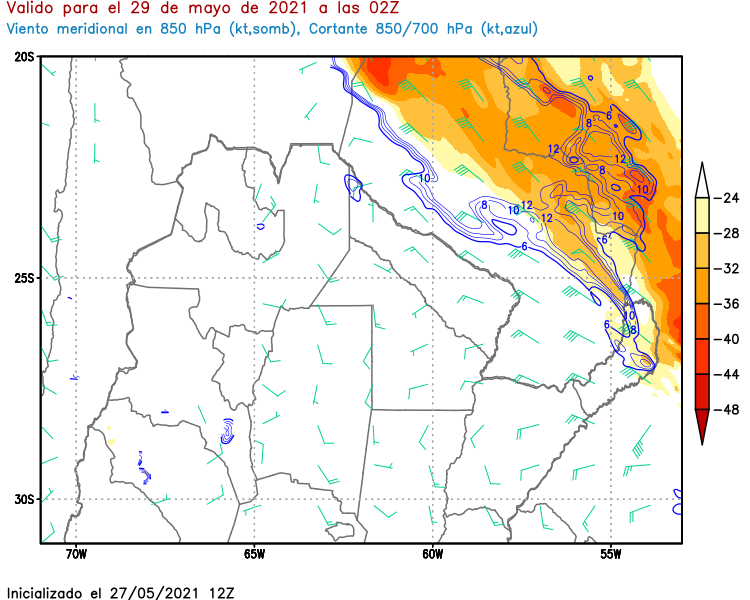 Valido para el 29 de mayo de 2021 a las 02Z
Viento meridional en 850 hPa (kt,somb), Cortante 850/700 hPa (kt,azul)
20S
6
8
12
12
8
10
10
10
8
10
12
12
6
6
-24
-28
25S
-32
10
6
8
-36
-40
-44
-48
30S
70W
65W
60W
55W
Inicializado el 27/05/2021 12Z